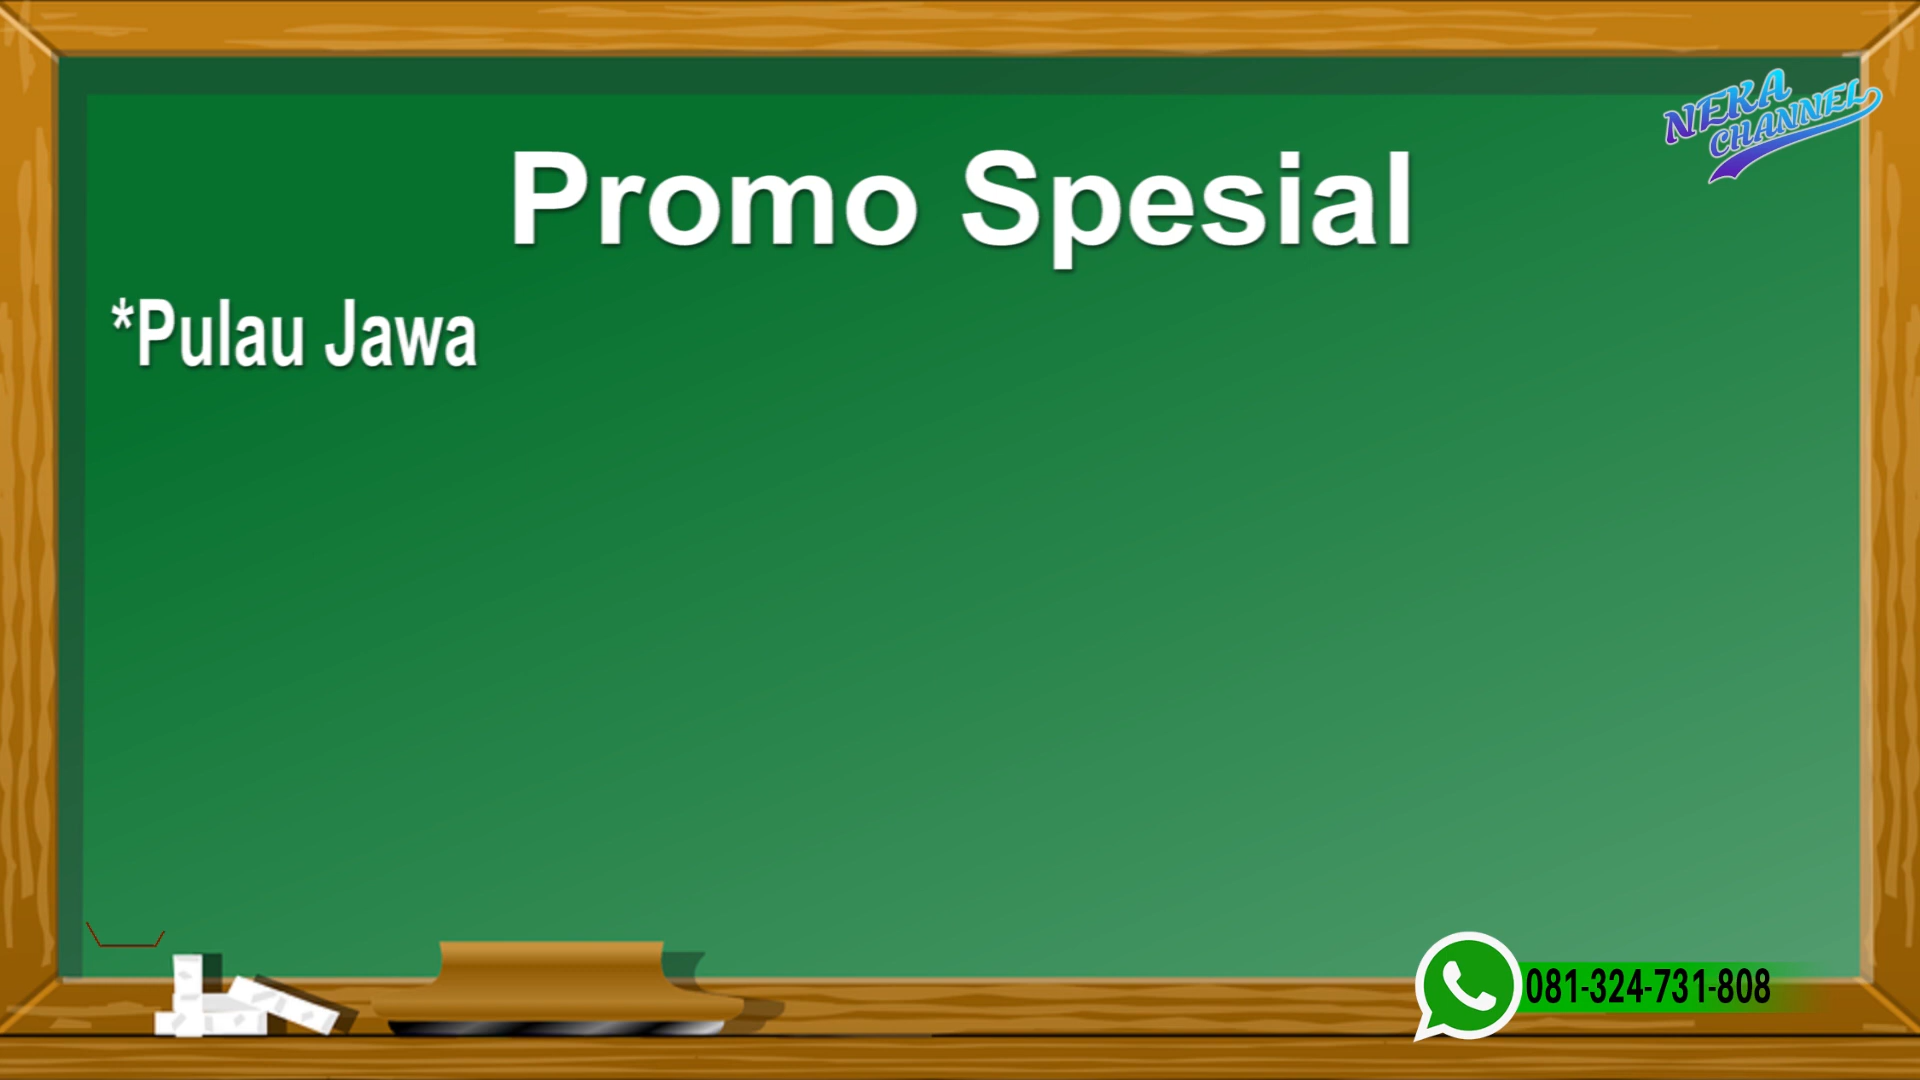 NEKA
CHANNEL
Promo Spesial
*Pulau Jawa
081-324-731-808